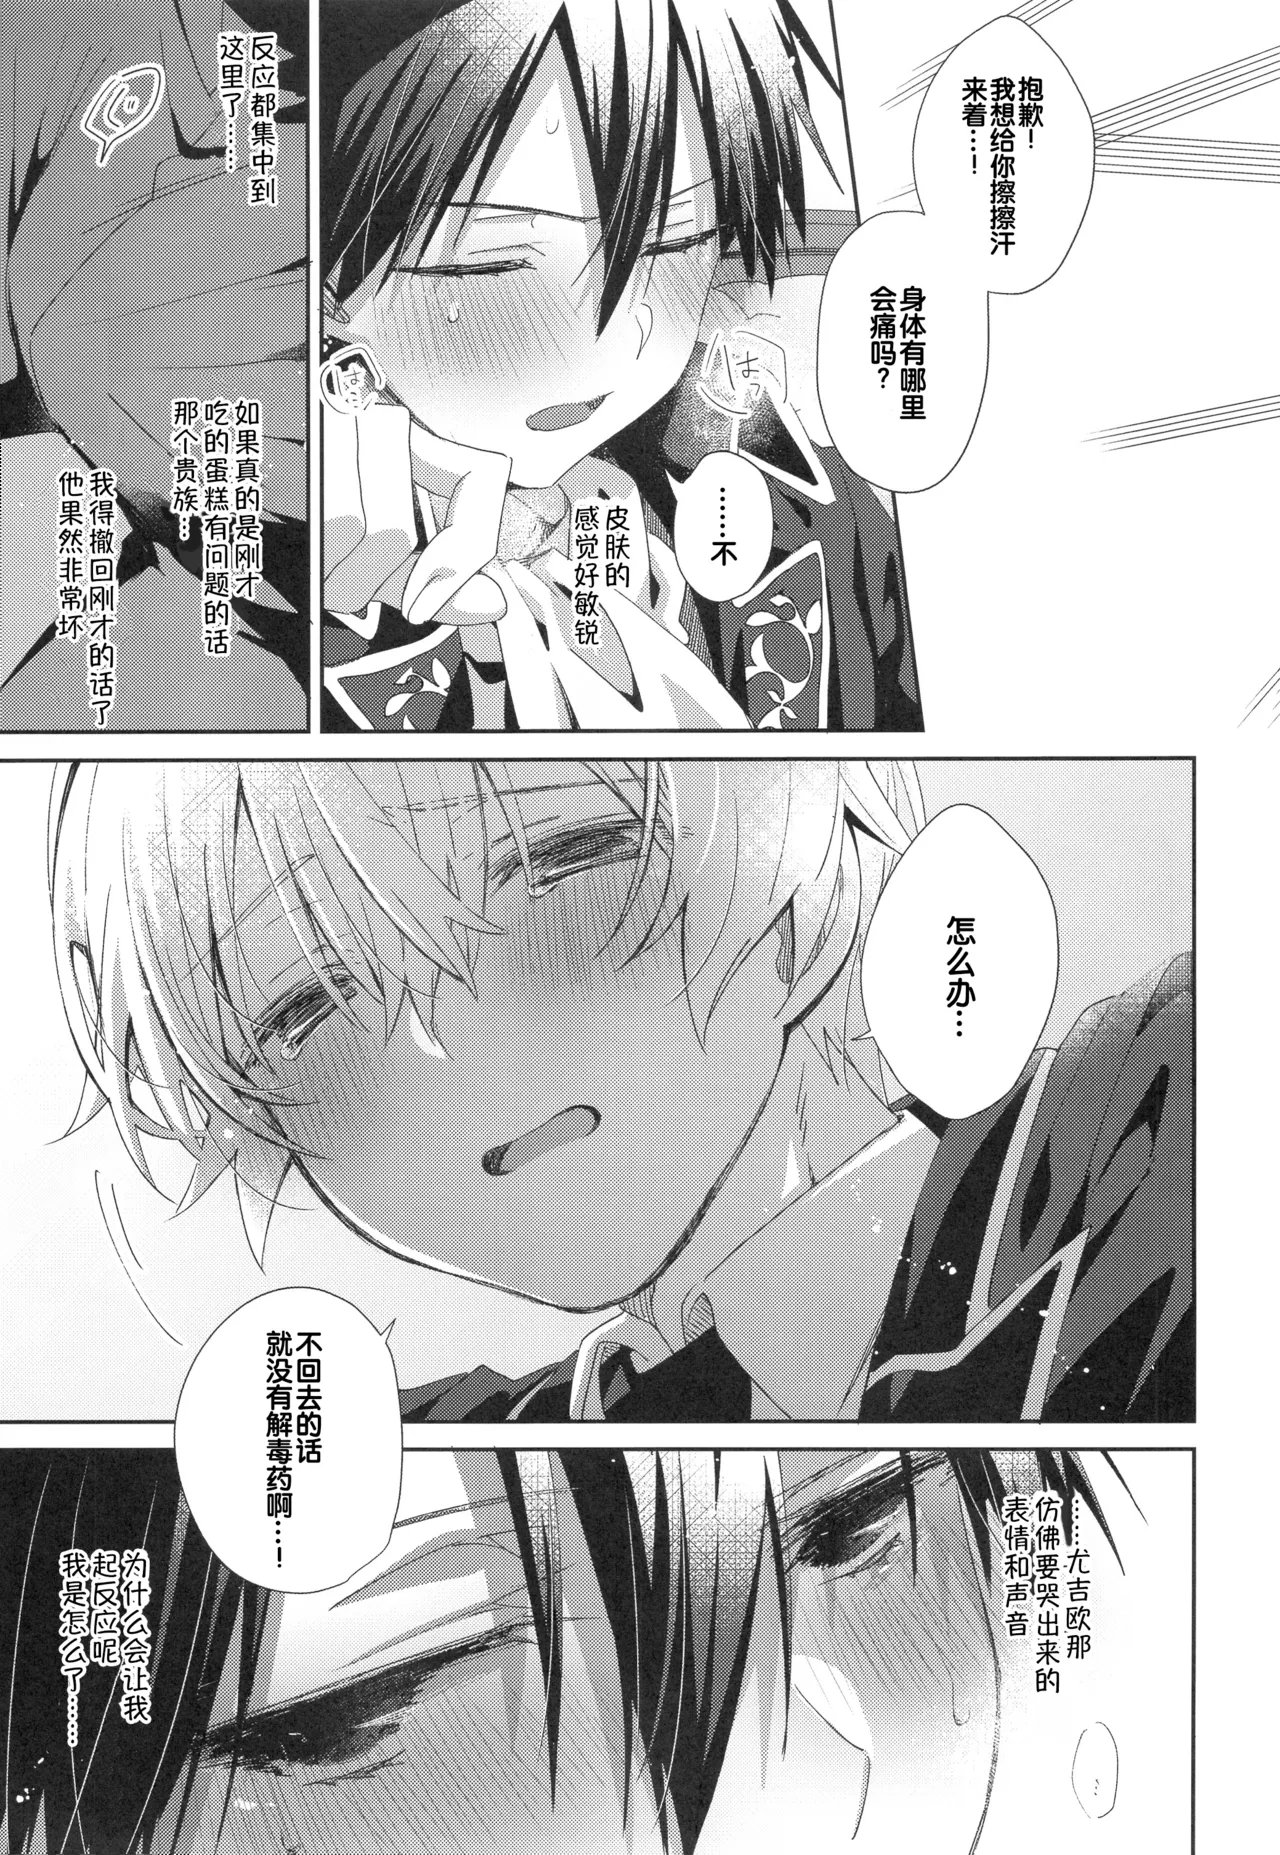 抱歉！
我想给你擦擦汗
来着…！
身体有哪里
会痛吗？
……不
はっ
はっ
皮肤的
感觉好敏锐
反应都集中到
这里了……
如果真的是刚才
吃的蛋糕有问题的话
那个贵族…
我得撤回刚才的话了
他果然非常坏
怎么办…
不回去的话
就没有解毒药啊…！
……尤吉欧那
仿佛要哭出来的
表情和声音
…
为什么会让我
起反应呢
我是怎么了……